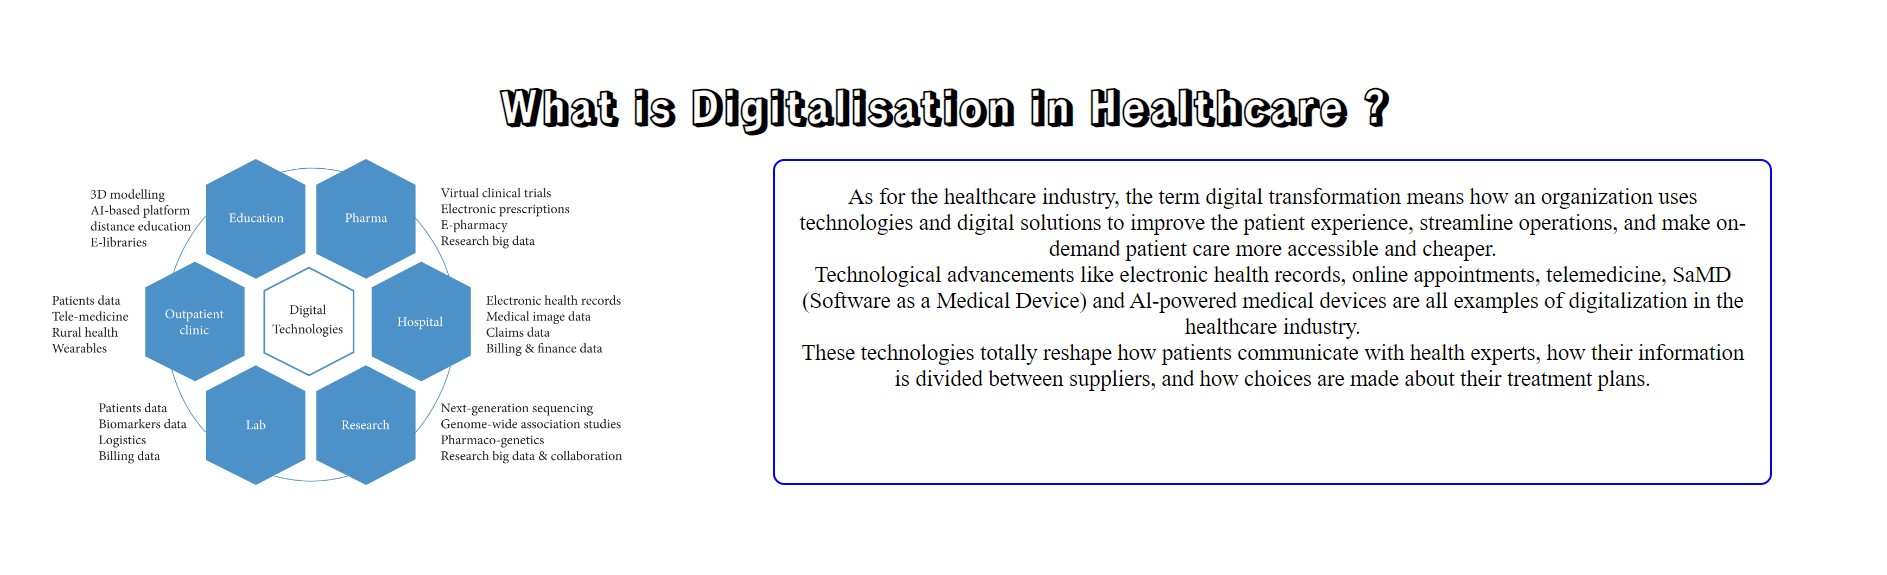 What is Digitalisation in Healthcare ?
3D modelling
AI-based platform
distance education
E-libraries
Education
Pharma
Virtual clinical trials
Electronic prescriptions
E-pharmacy
Research big data
Patients data
Tele-medicine
Rural health
Wearables
Outpatient
clinic
Digital
Technologies
Hospital
Electronic health records
Medical image data
Claims data
Billing & finance data
Patients data
Biomarkers data
Logistics
Billing data
Lab
Research
Next-generation sequencing
Genome-wide association studies
Pharmaco-genetics
Research big data & collaboration
As for the healthcare industry, the term digital transformation means how an organization uses
technologies and digital solutions to improve the patient experience, streamline operations, and make on-
demand patient care more accessible and cheaper.
Technological advancements like electronic health records, online appointments, telemedicine, SaMD
(Software as a Medical Device) and Al-powered medical devices are all examples of digitalization in the
healthcare industry.
These technologies totally reshape how patients communicate with health experts, how their information
is divided between suppliers, and how choices are made about their treatment plans.